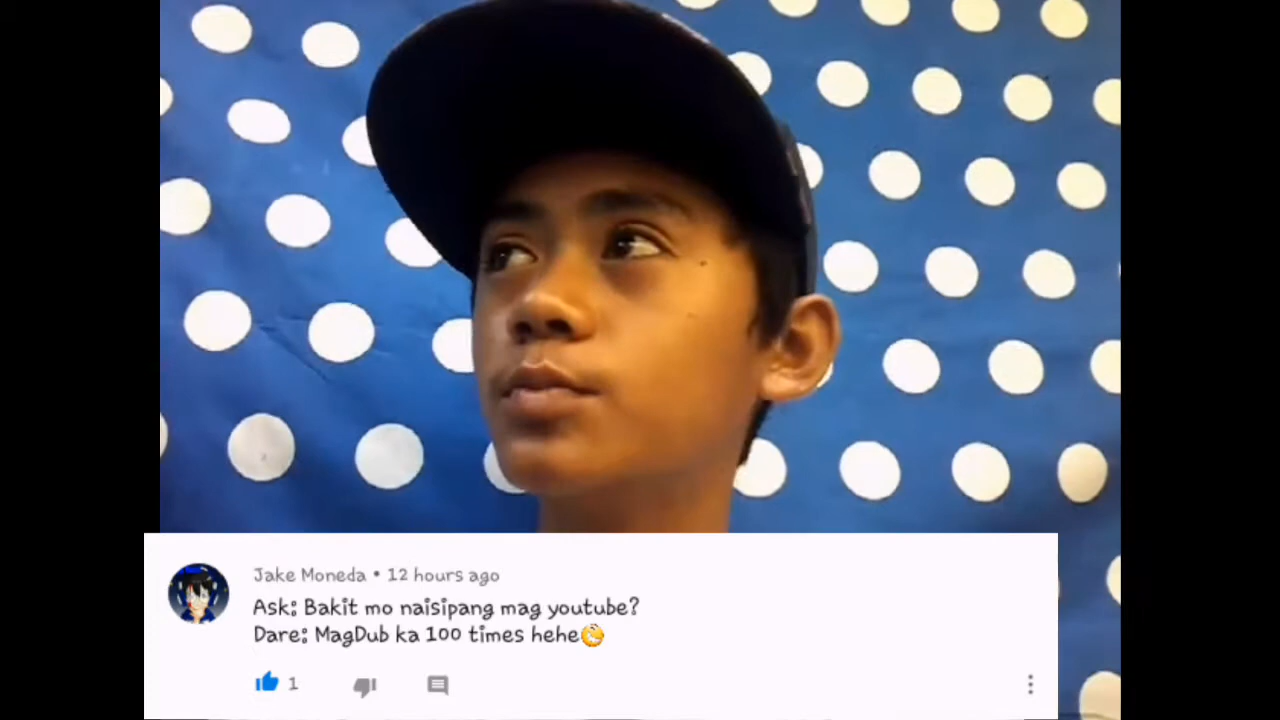 Jake Moneda • 12 hours ago
Ask: Bakit mo naisipang mag youtube?
Dare: MagDub ka 100 times hehe
1